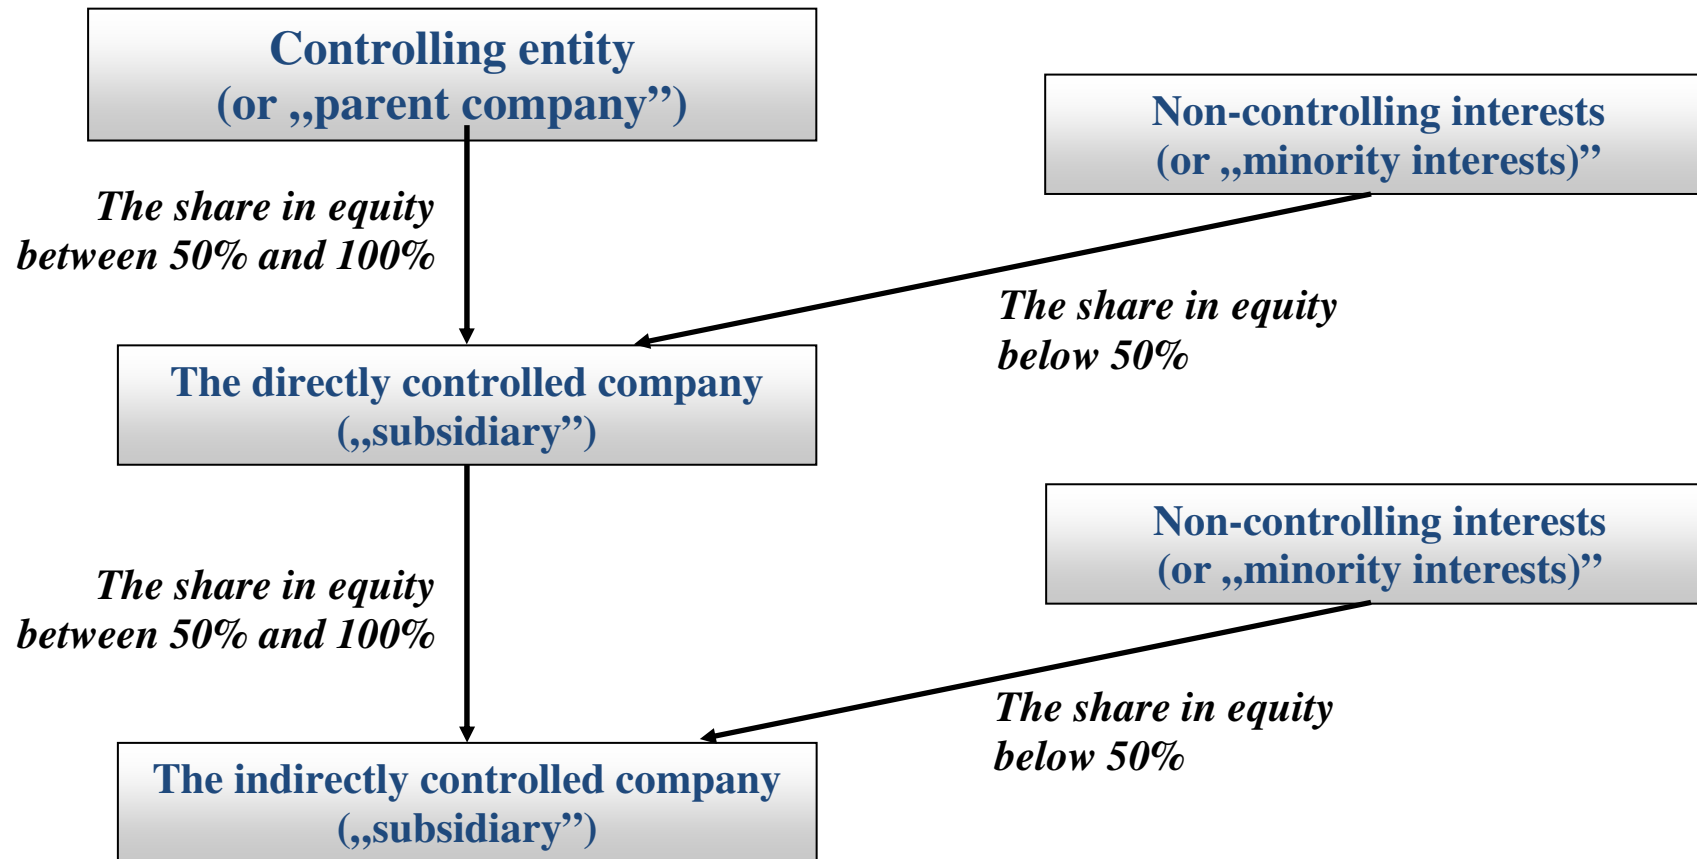 Controlling entity
(or „parent company”)
Non-controlling interests
(or „minority interests)”
The share in equity
between 50% and 100%
The share in equity
below 50%
The directly controlled company
(„subsidiary”)
Non-controlling interests
(or „minority interests)”
The share in equity
between 50% and 100%
The share in equity
below 50%
The indirectly controlled company
(„subsidiary”)